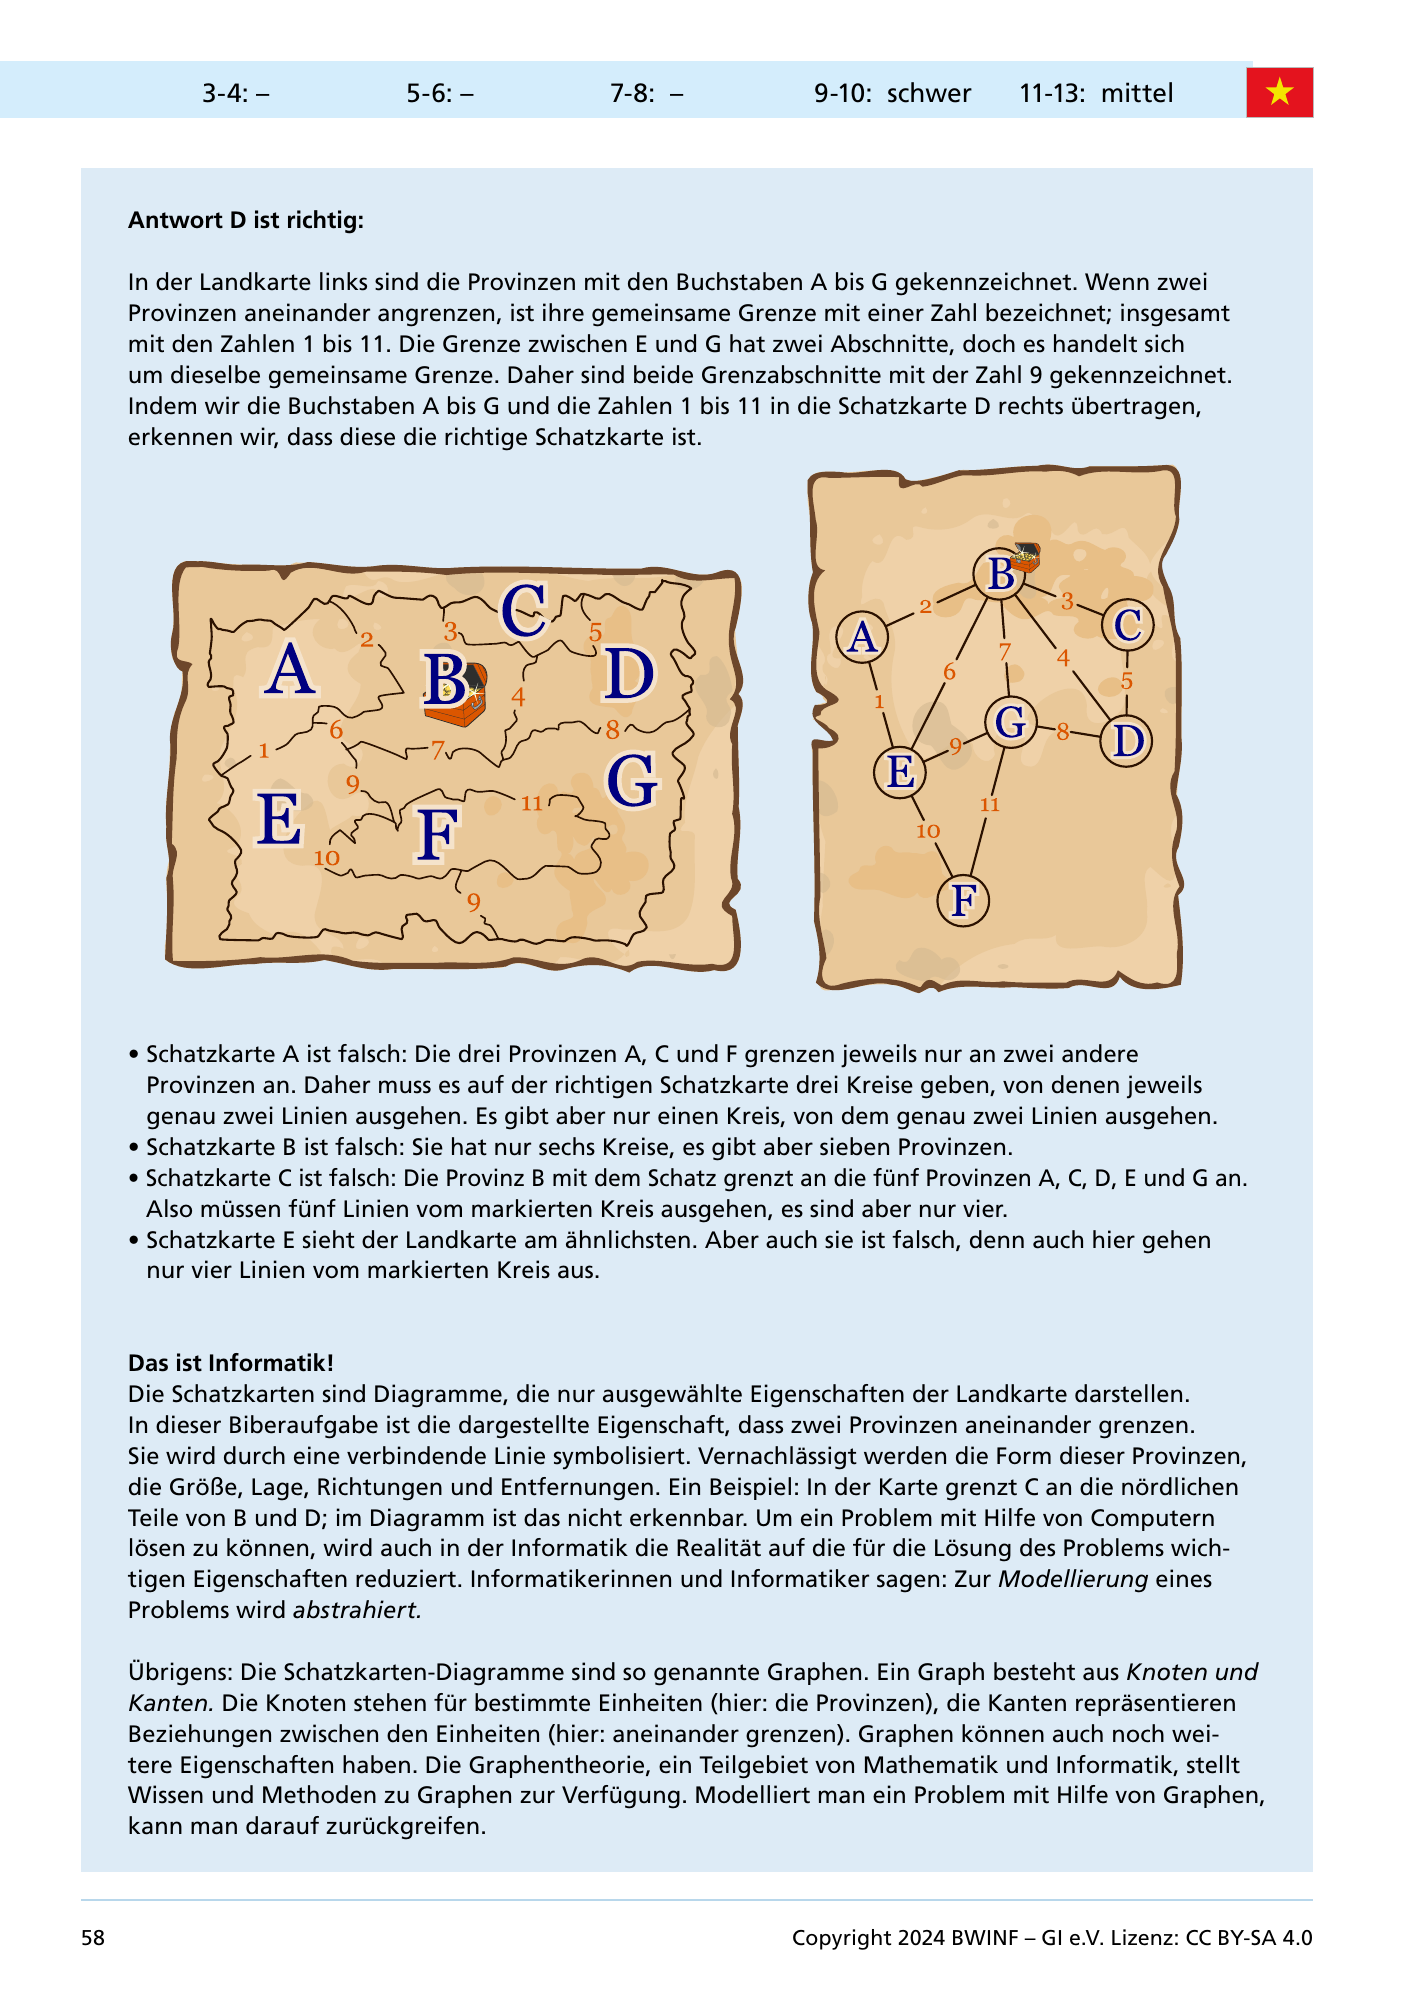 3-4: – 5-6: – 7-8: – 9-10: schwer 11-13: mittel
Antwort D ist richtig:
In der Landkarte links sind die Provinzen mit den Buchstaben A bis G gekennzeichnet. Wenn zwei
Provinzen aneinander angrenzen, ist ihre gemeinsame Grenze mit einer Zahl bezeichnet; insgesamt
mit den Zahlen 1 bis 11. Die Grenze zwischen E und G hat zwei Abschnitte, doch es handelt sich
um dieselbe gemeinsame Grenze. Daher sind beide Grenzabschnitte mit der Zahl 9 gekennzeichnet.
Indem wir die Buchstaben A bis G und die Zahlen 1 bis 11 in die Schatzkarte D rechts übertragen,
erkennen wir, dass diese die richtige Schatzkarte ist.
C
2 3 5
A B D
4
6 8
1 7
9 G
11
E F
10
9
B
2 3
A C
7
6 4
5
1
G
9 8 D
E
11
10
F
• Schatzkarte A ist falsch: Die drei Provinzen A, C und F grenzen jeweils nur an zwei andere
Provinzen an. Daher muss es auf der richtigen Schatzkarte drei Kreise geben, von denen jeweils
genau zwei Linien ausgehen. Es gibt aber nur einen Kreis, von dem genau zwei Linien ausgehen.
• Schatzkarte B ist falsch: Sie hat nur sechs Kreise, es gibt aber sieben Provinzen.
• Schatzkarte C ist falsch: Die Provinz B mit dem Schatz grenzt an die fünf Provinzen A, C, D, E und G an.
Also müssen fünf Linien vom markierten Kreis ausgehen, es sind aber nur vier.
• Schatzkarte E sieht der Landkarte am ähnlichsten. Aber auch sie ist falsch, denn auch hier gehen
nur vier Linien vom markierten Kreis aus.
Das ist Informatik!
Die Schatzkarten sind Diagramme, die nur ausgewählte Eigenschaften der Landkarte darstellen.
In dieser Biberaufgabe ist die dargestellte Eigenschaft, dass zwei Provinzen aneinander grenzen.
Sie wird durch eine verbindende Linie symbolisiert. Vernachlässigt werden die Form dieser Provinzen,
die Größe, Lage, Richtungen und Entfernungen. Ein Beispiel: In der Karte grenzt C an die nördlichen
Teile von B und D; im Diagramm ist das nicht erkennbar. Um ein Problem mit Hilfe von Computern
lösen zu können, wird auch in der Informatik die Realität auf die für die Lösung des Problems wich-
tigen Eigenschaften reduziert. Informatikerinnen und Informatiker sagen: Zur Modellierung eines
Problems wird abstrahiert.
Übrigens: Die Schatzkarten-Diagramme sind so genannte Graphen. Ein Graph besteht aus Knoten und
Kanten. Die Knoten stehen für bestimmte Einheiten (hier: die Provinzen), die Kanten repräsentieren
Beziehungen zwischen den Einheiten (hier: aneinander grenzen). Graphen können auch noch wei-
tere Eigenschaften haben. Die Graphentheorie, ein Teilgebiet von Mathematik und Informatik, stellt
Wissen und Methoden zu Graphen zur Verfügung. Modelliert man ein Problem mit Hilfe von Graphen,
kann man darauf zurückgreifen.
58 Copyright 2024 BWINF – GI e.V. Lizenz: CC BY-SA 4.0